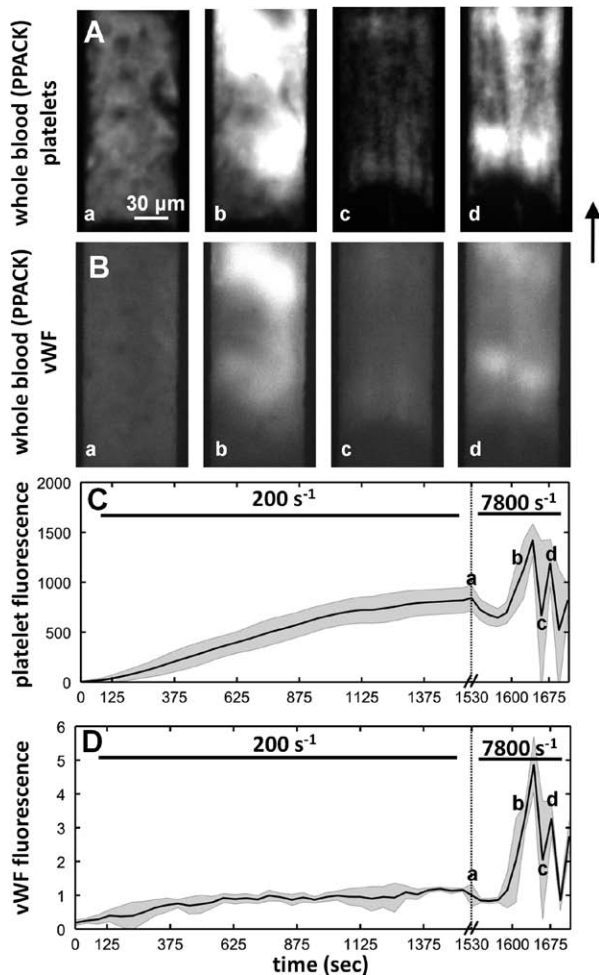 A
whole blood (PPACK)
platelets
30 µm
a
b
c
d
B
whole blood (PPACK)
vWF
a
b
c
d
C
200 s⁻¹
7800 s⁻¹
platelet fluorescence
2000
1500
1000
500
0
a
b
c
d
0 125 375 625 875 1125 1375 1530 1600 1675
D
200 s⁻¹
7800 s⁻¹
vWF fluorescence
6
5
4
3
2
1
0
a
b
c
d
0 125 375 625 875 1125 1375 1530 1600 1675
time (sec)